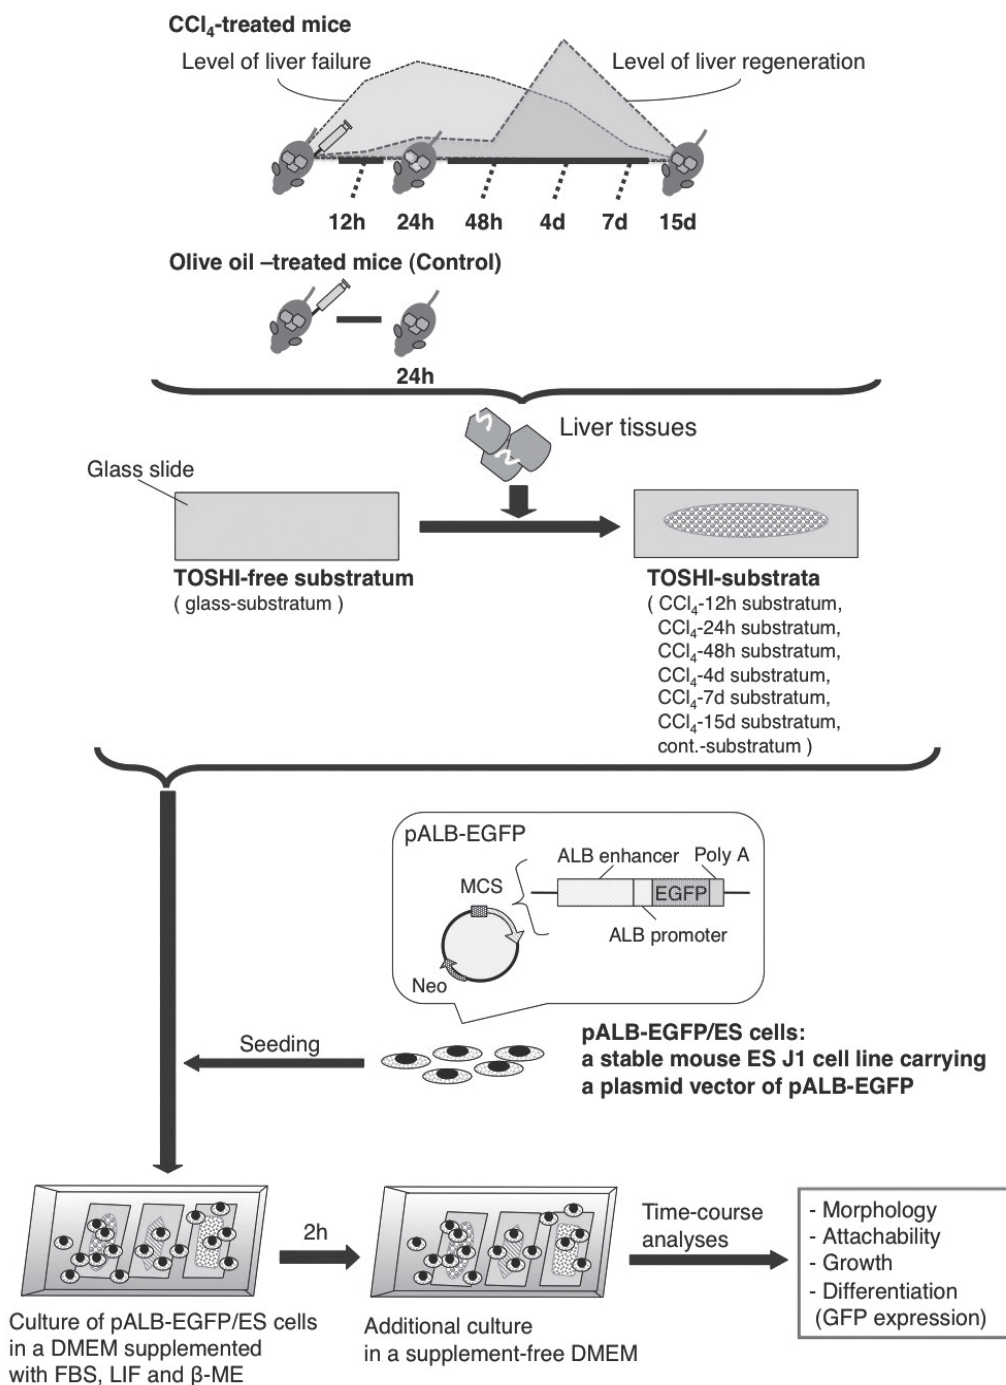 CCl4-treated mice
Level of liver failure
Level of liver regeneration
12h 24h 48h 4d 7d 15d
Olive oil –treated mice (Control)
24h
Liver tissues
Glass slide
TOSHI-free substratum
( glass-substratum )
TOSHI-substrata
( CCl4-12h substratum,
CCl4-24h substratum,
CCl4-48h substratum,
CCl4-4d substratum,
CCl4-7d substratum,
CCl4-15d substratum,
cont.-substratum )
pALB-EGFP
ALB enhancer
Poly A
MCS
EGFP
ALB promoter
Neo
Seeding
pALB-EGFP/ES cells:
a stable mouse ES J1 cell line carrying
a plasmid vector of pALB-EGFP
2h
Time-course
analyses
- Morphology
- Attachability
- Growth
- Differentiation
(GFP expression)
Culture of pALB-EGFP/ES cells
in a DMEM supplemented
with FBS, LIF and β-ME
Additional culture
in a supplement-free DMEM